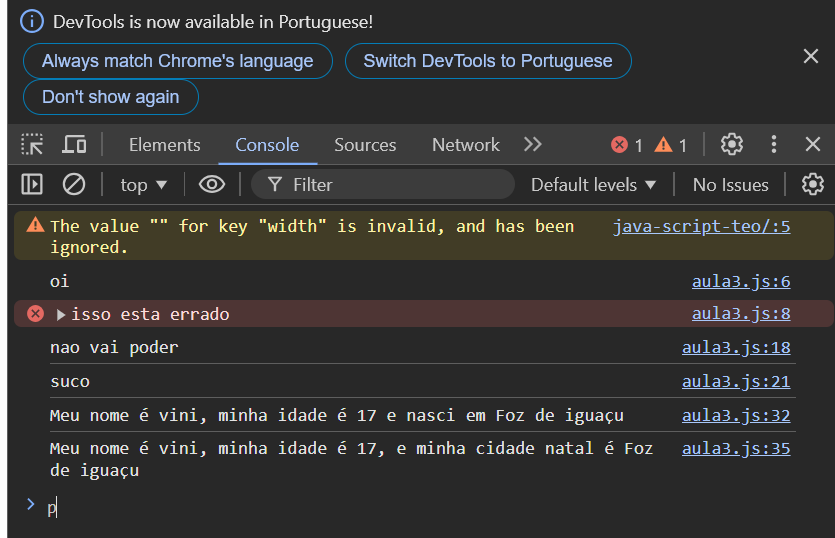 DevTools is now available in Portuguese!
Always match Chrome's language
Switch DevTools to Portuguese
Don't show again
Elements Console Sources Network 1 1
top Filter Default levels No Issues
The value "" for key "width" is invalid, and has been java-script-teo/:5
ignored.
oi aula3.js:6
isso esta errado aula3.js:8
nao vai poder aula3.js:18
suco aula3.js:21
Meu nome é vini, minha idade é 17 e nasci em Foz de iguaçu aula3.js:32
Meu nome é vini, minha idade é 17, e minha cidade natal é Foz aula3.js:35
de iguaçu
p